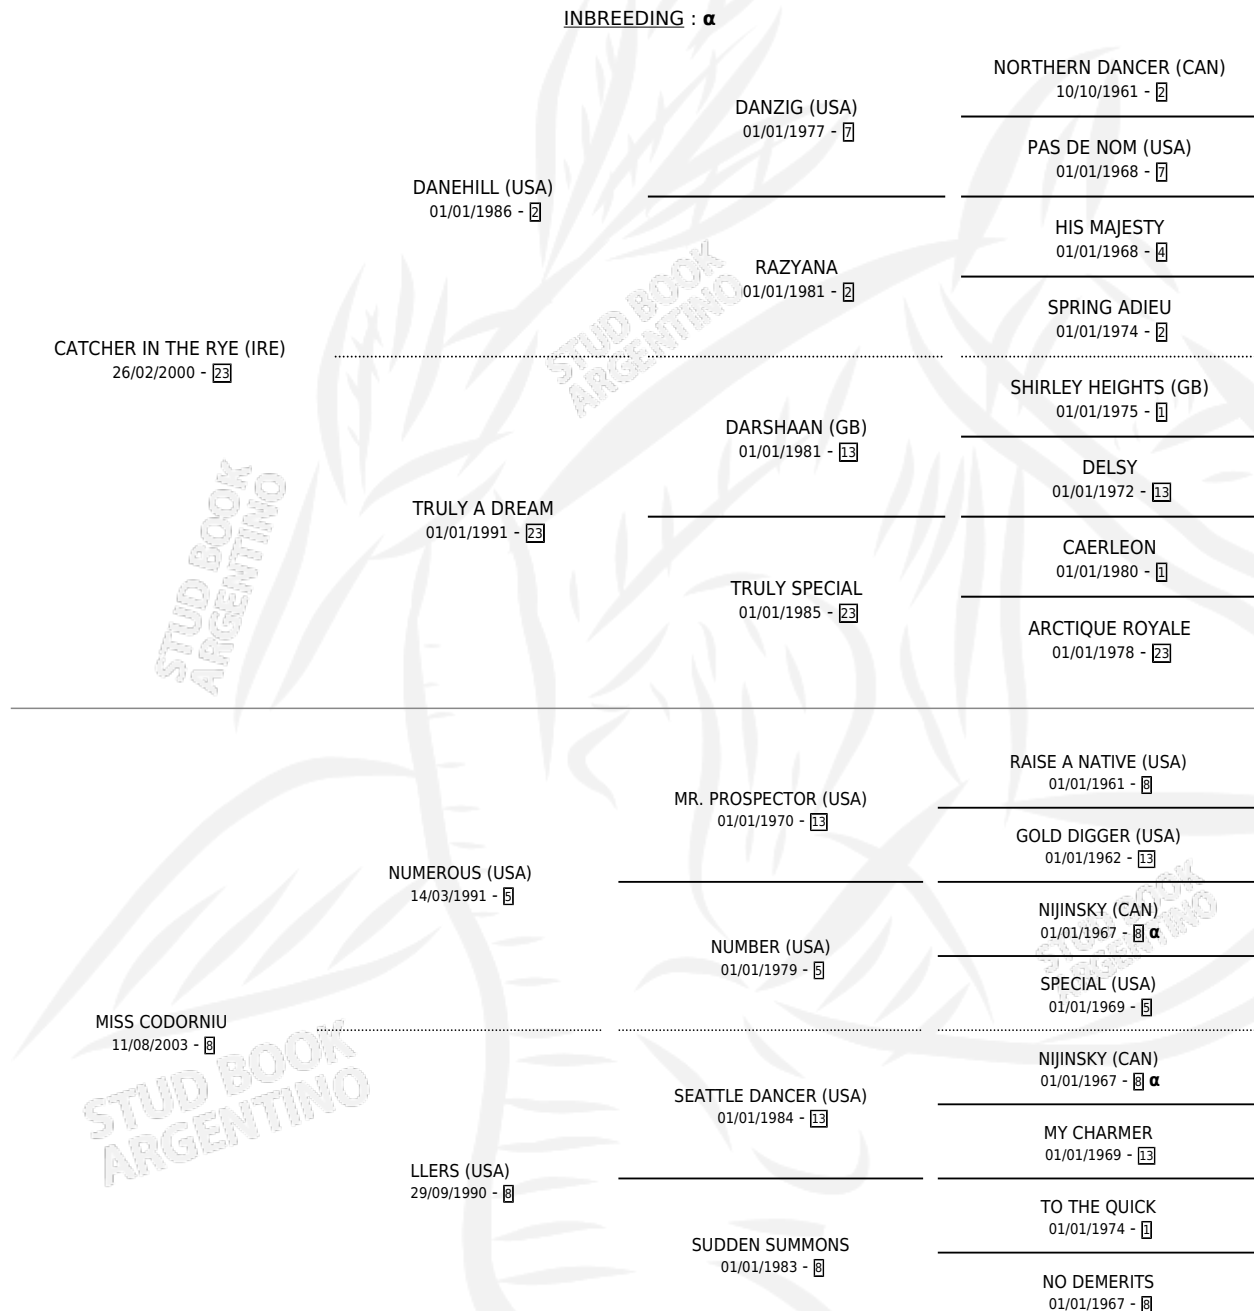 INBREEDING : α
NORTHERN DANCER (CAN)
10/10/1961 - 2
DANZIG (USA)
01/01/1977 - 7
PAS DE NOM (USA)
01/01/1968 - 7
DANEHILL (USA)
01/01/1986 - 2
HIS MAJESTY
01/01/1968 - 4
RAZYANA
01/01/1981 - 2
SPRING ADIEU
01/01/1974 - 2
CATCHER IN THE RYE (IRE)
26/02/2000 - 23
SHIRLEY HEIGHTS (GB)
01/01/1975 - 1
DARSHAAN (GB)
01/01/1981 - 13
DELSY
01/01/1972 - 13
TRULY A DREAM
01/01/1991 - 23
CAERLEON
01/01/1980 - 1
TRULY SPECIAL
01/01/1985 - 23
ARCTIQUE ROYALE
01/01/1978 - 23
RAISE A NATIVE (USA)
01/01/1961 - 8
MR. PROSPECTOR (USA)
01/01/1970 - 13
GOLD DIGGER (USA)
01/01/1962 - 13
NUMEROUS (USA)
14/03/1991 - 5
NIJINSKY (CAN)
01/01/1967 - 8 α
NUMBER (USA)
01/01/1979 - 5
SPECIAL (USA)
01/01/1969 - 5
MISS CODORNIU
11/08/2003 - 8
NIJINSKY (CAN)
01/01/1967 - 8 α
SEATTLE DANCER (USA)
01/01/1984 - 13
MY CHARMER
01/01/1969 - 13
LLERS (USA)
29/09/1990 - 8
TO THE QUICK
01/01/1974 - 1
SUDDEN SUMMONS
01/01/1983 - 8
NO DEMERITS
01/01/1967 - 8
STUD BOOK
ARGENTINO
STUD BOOK
ARGENTINO
STUD BOOK
ARGENTINO
STUD BOOK
ARGENTINO